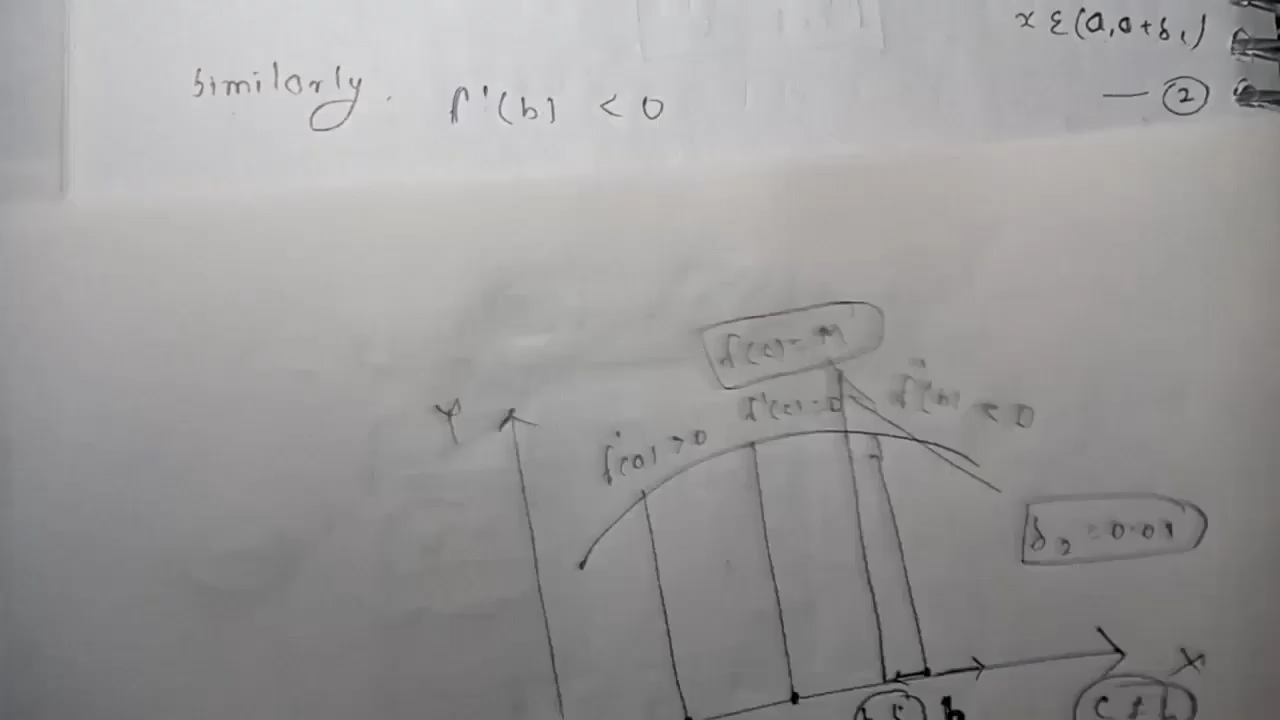 x ε (a, a + δ₁)
Similarly. f'(b) < 0
— ②
f(c) = M
f'(c) = 0
f'(b) < 0
Y
f'(a) > 0
δ₂ = 0.01
X
b
c ≠ b